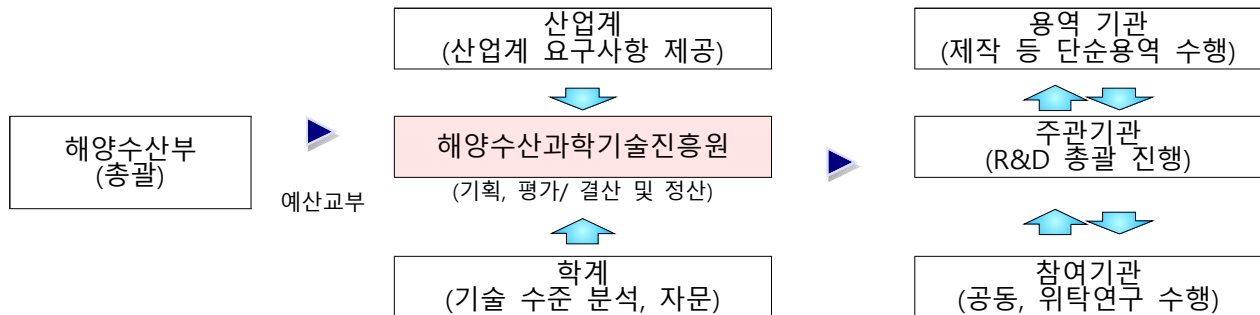 해양수산부
(총괄)
예산교부
산업계
(산업계 요구사항 제공)
해양수산과학기술진흥원
(기획, 평가/ 결산 및 정산)
학계
(기술 수준 분석, 자문)
용역 기관
(제작 등 단순용역 수행)
주관기관
(R&D 총괄 진행)
참여기관
(공동, 위탁연구 수행)